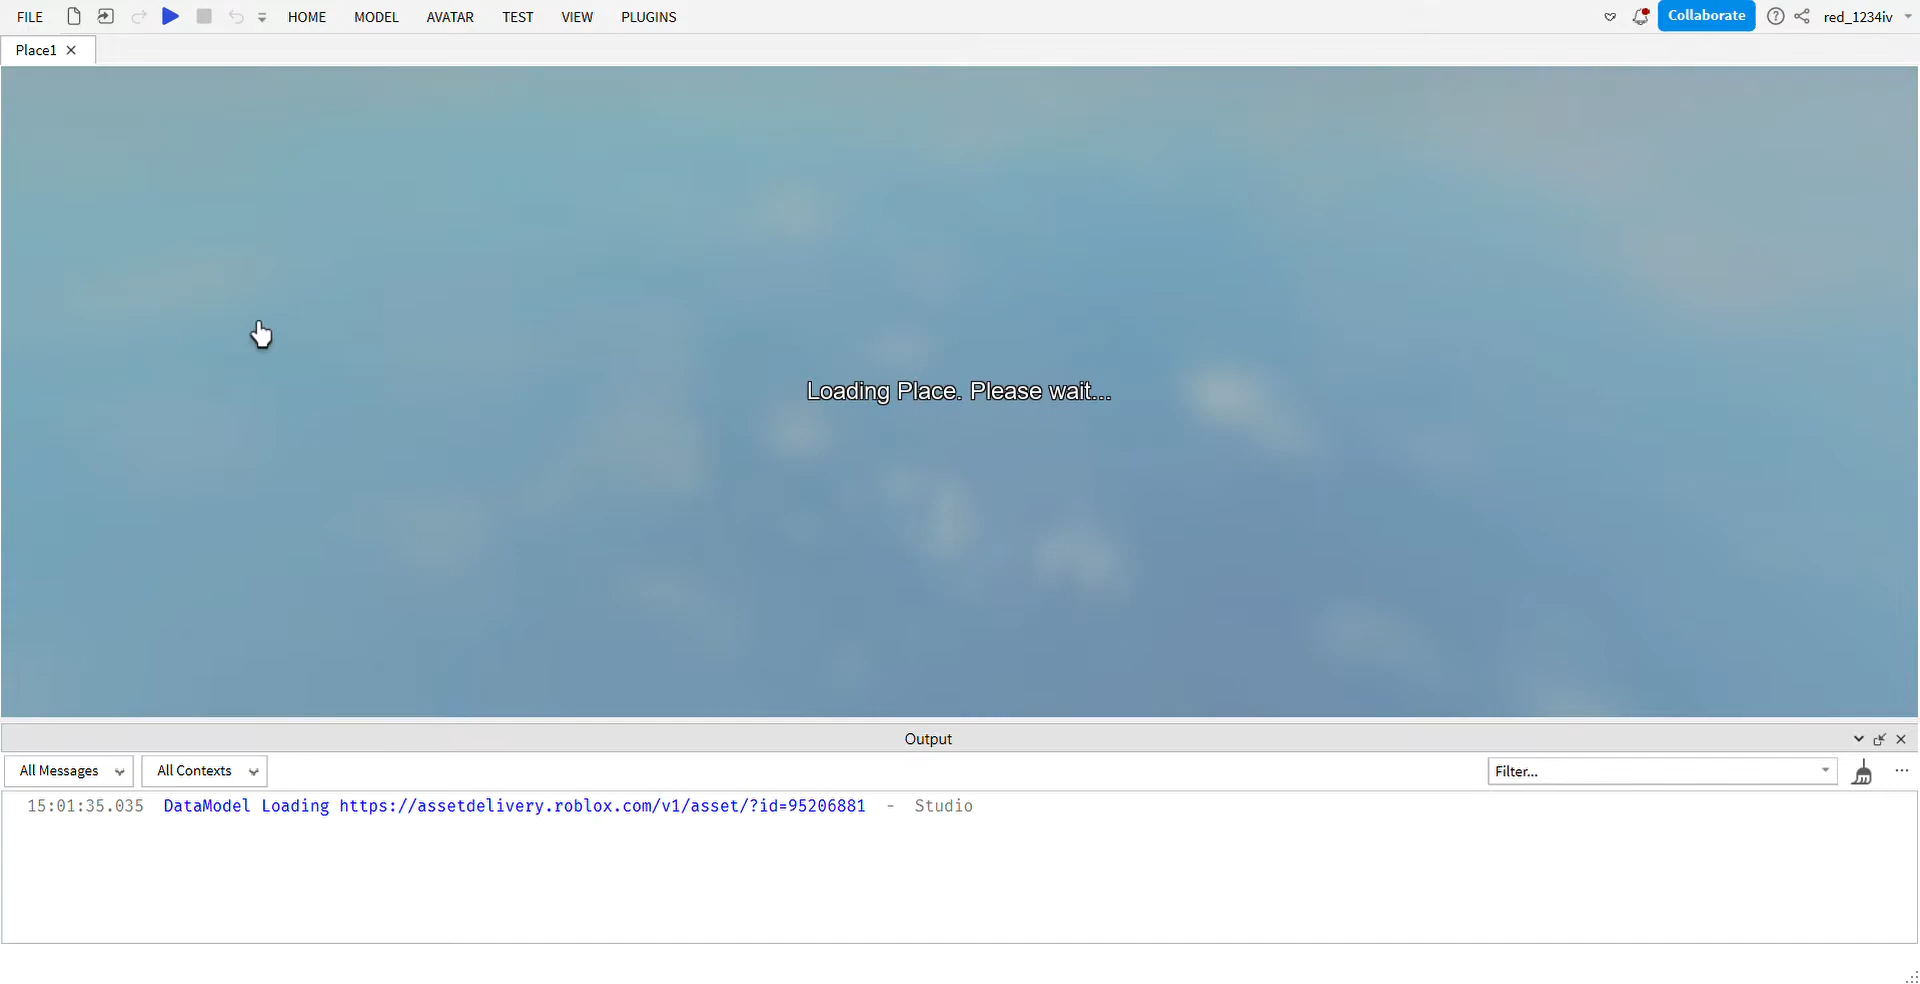 FILE HOME MODEL AVATAR TEST VIEW PLUGINS Collaborate red_1234iv
Place1
Loading Place. Please wait...
Output
All Messages All Contexts Filter...
15:01:35.035 DataModel Loading https://assetdelivery.roblox.com/v1/asset/?id=95206881 - Studio